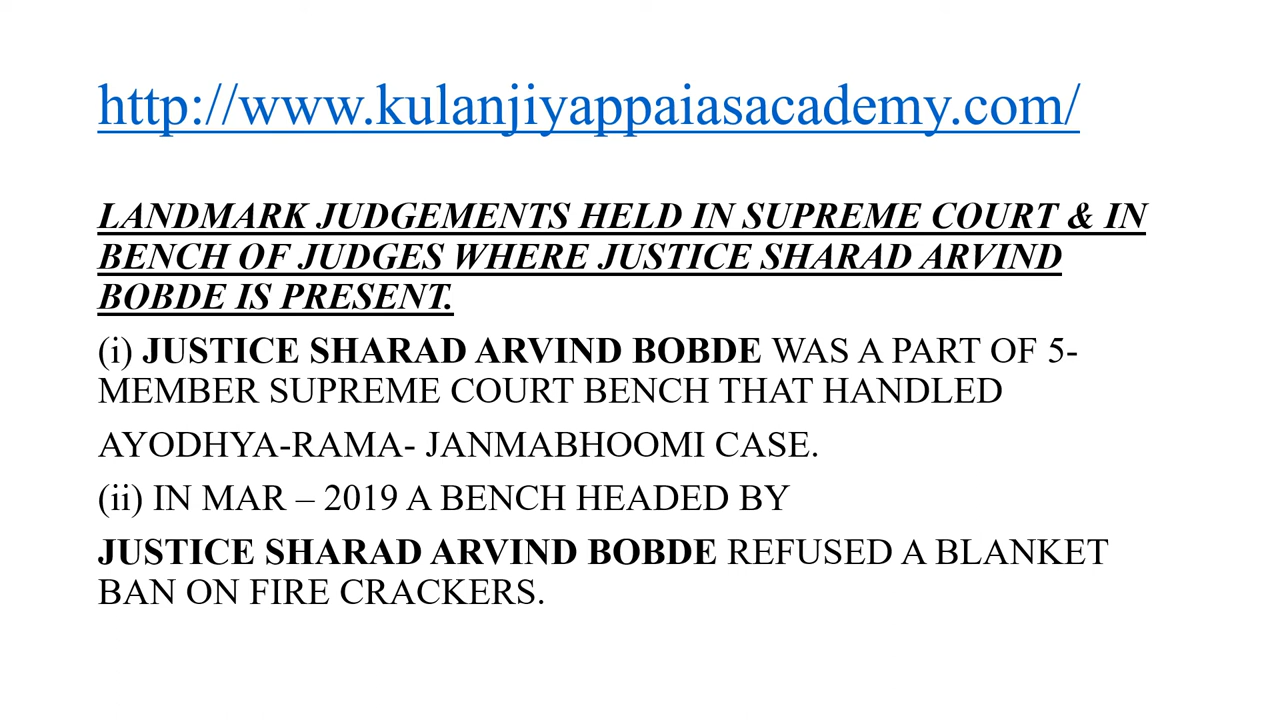 http://www.kulanjiyappaiasacademy.com/
LANDMARK JUDGEMENTS HELD IN SUPREME COURT & IN
BENCH OF JUDGES WHERE JUSTICE SHARAD ARVIND
BOBDE IS PRESENT.
(i) JUSTICE SHARAD ARVIND BOBDE WAS A PART OF 5-
MEMBER SUPREME COURT BENCH THAT HANDLED
AYODHYA-RAMA- JANMABHOOMI CASE.
(ii) IN MAR – 2019 A BENCH HEADED BY
JUSTICE SHARAD ARVIND BOBDE REFUSED A BLANKET
BAN ON FIRE CRACKERS.